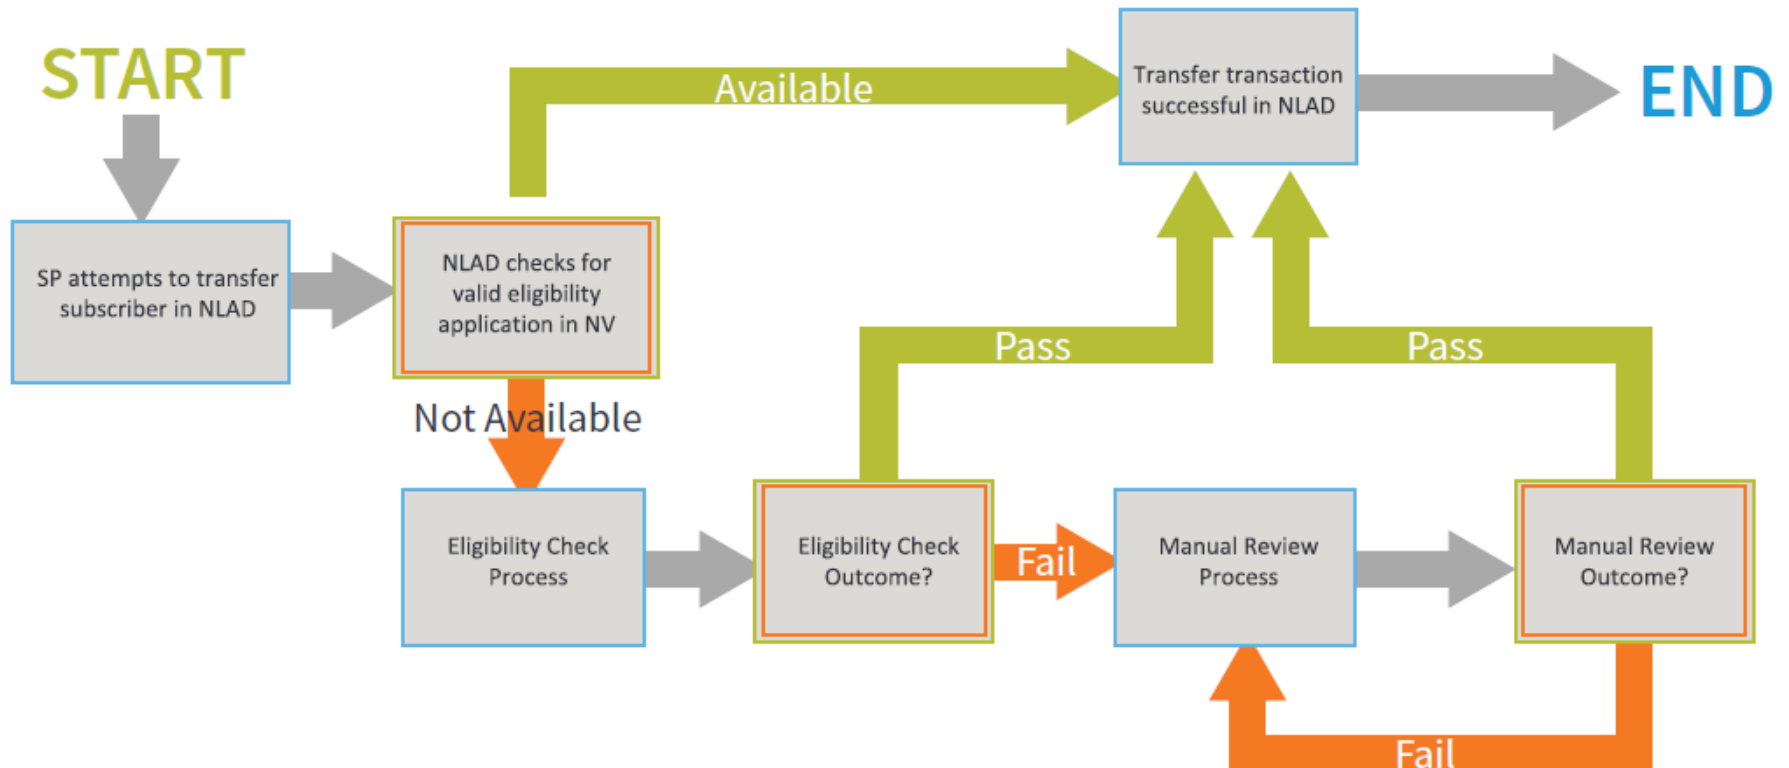 START
Available
Transfer transaction
successful in NLAD
END
SP attempts to transfer
subscriber in NLAD
NLAD checks for
valid eligibility
application in NV
Pass
Pass
Not Available
Eligibility Check
Process
Eligibility Check
Outcome?
Fail
Manual Review
Process
Manual Review
Outcome?
Fail